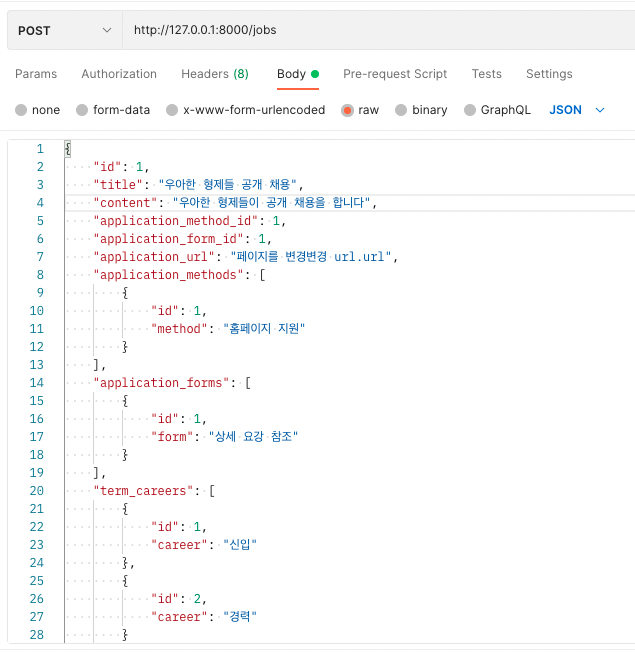 POST http://127.0.0.1:8000/jobs
Params Authorization Headers (8) Body Pre-request Script Tests Settings
none form-data x-www-form-urlencoded raw binary GraphQL JSON
1 {
2 "id": 1,
3 "title": "우아한 형제들 공개 채용",
4 "content": "우아한 형제들이 공개 채용을 합니다",
5 "application_method_id": 1,
6 "application_form_id": 1,
7 "application_url": "페이지를 변경변경 url.url",
8 "application_methods": [
9 {
10 "id": 1,
11 "method": "홈페이지 지원"
12 }
13 ],
14 "application_forms": [
15 {
16 "id": 1,
17 "form": "상세 요강 참조"
18 }
19 ],
20 "term_careers": [
21 {
22 "id": 1,
23 "career": "신입"
24 },
25 {
26 "id": 2,
27 "career": "경력"
28 }